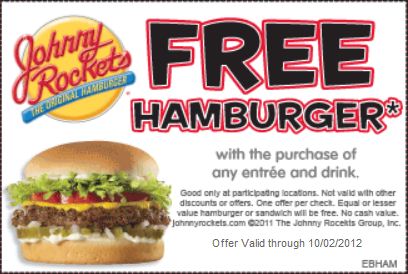 Johnny
Rockets
®
THE ORIGINAL HAMBURGER
FREE
HAMBURGER*
with the purchase of
any entrée and drink.
Good only at participating locations. Not valid with other
discounts or offers. One offer per check. Equal or lesser
value hamburger or sandwich will be free. No cash value.
johnnyrockets.com ©2011 The Johnny Rockets Group, Inc.
Offer Valid through 10/02/2012
EBHAM